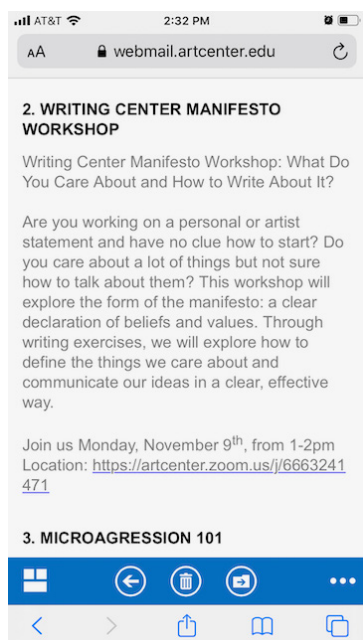 AT&T 2:32 PM
AA webmail.artcenter.edu
2. WRITING CENTER MANIFESTO
WORKSHOP
Writing Center Manifesto Workshop: What Do
You Care About and How to Write About It?
Are you working on a personal or artist
statement and have no clue how to start? Do
you care about a lot of things but not sure
how to talk about them? This workshop will
explore the form of the manifesto: a clear
declaration of beliefs and values. Through
writing exercises, we will explore how to
define the things we care about and
communicate our ideas in a clear, effective
way.
Join us Monday, November 9th, from 1-2pm
Location: https://artcenter.zoom.us/j/6663241
471
3. MICROAGRESSION 101